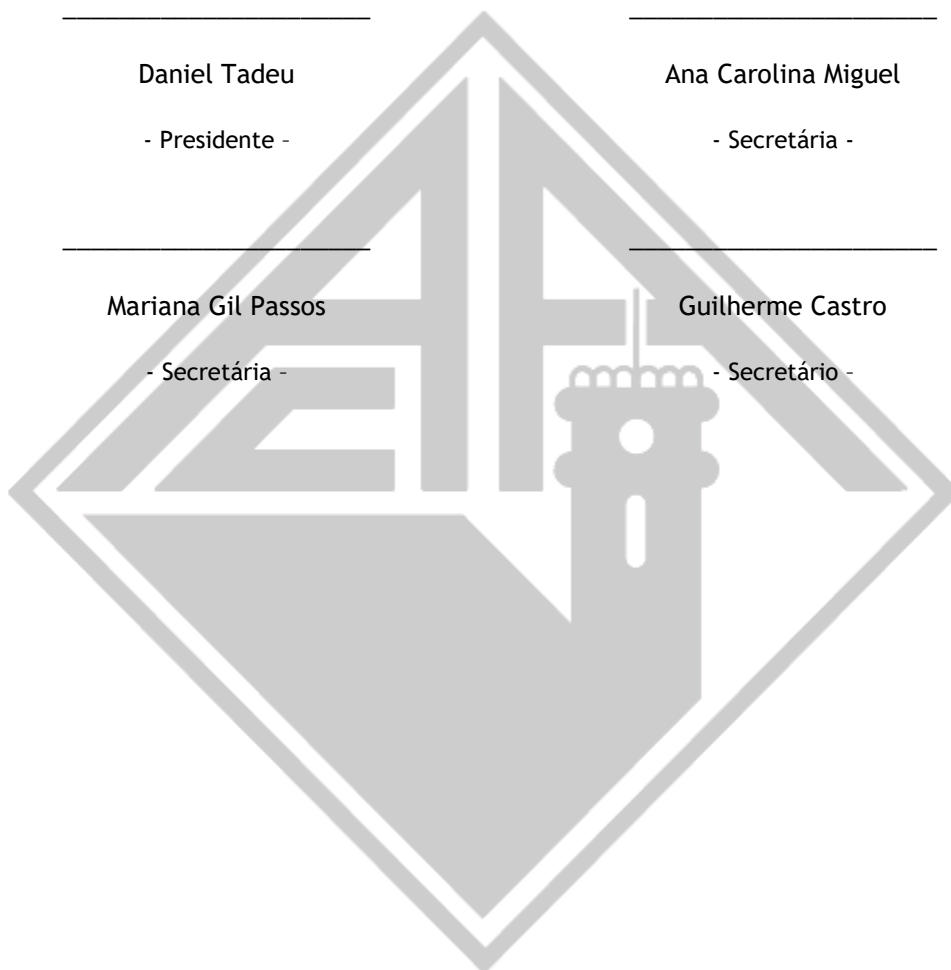 Daniel Tadeu
Ana Carolina Miguel
- Presidente –
- Secretária -
Mariana Gil Passos
Guilherme Castro
- Secretária –
- Secretário –